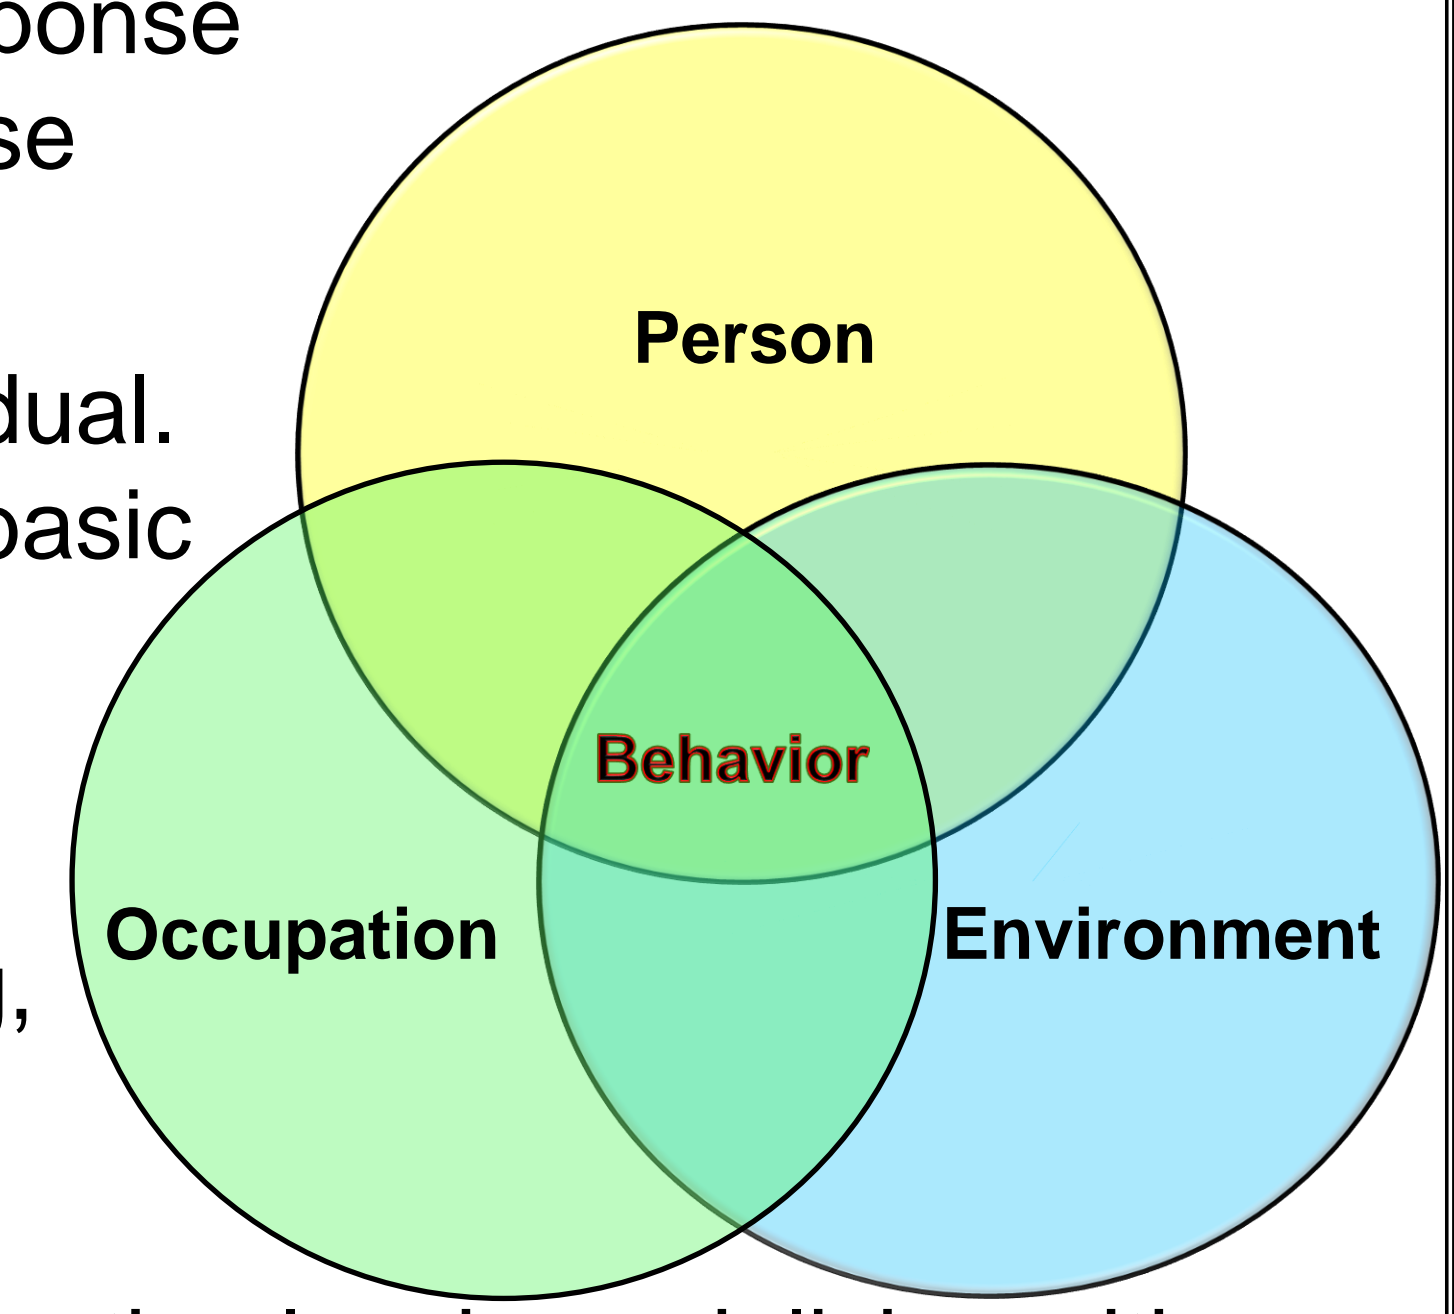 ponse
se
Person
dual.
basic
Behavior
Occupation
Environment
g,